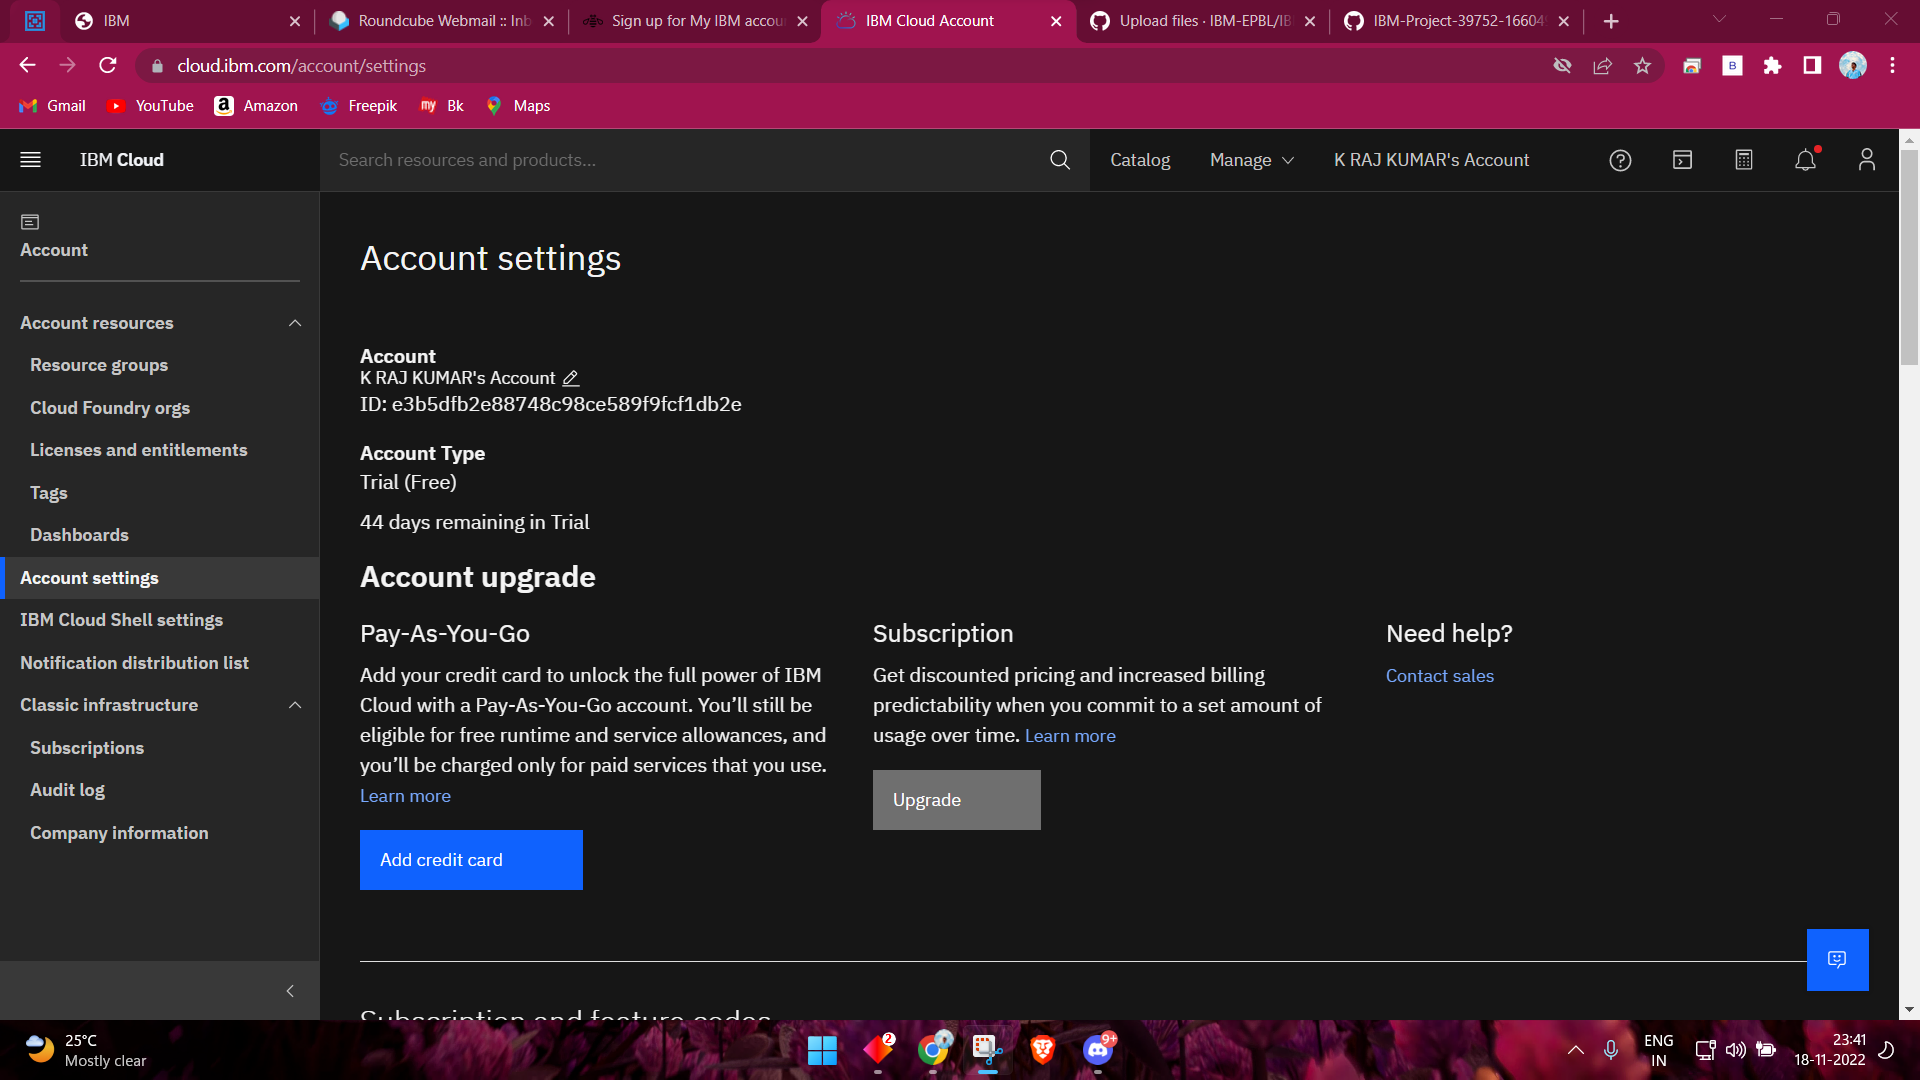 IBM
Roundcube Webmail :: Inb
Sign up for My IBM accou
IBM Cloud Account
Upload files · IBM-EPBL/IB
IBM-Project-39752-16604
cloud.ibm.com/account/settings
Gmail
YouTube
Amazon
Freepik
my Bk
Maps
IBM Cloud
Search resources and products...
Catalog
Manage
K RAJ KUMAR's Account
Account
Account resources
Resource groups
Cloud Foundry orgs
Licenses and entitlements
Tags
Dashboards
Account settings
IBM Cloud Shell settings
Notification distribution list
Classic infrastructure
Subscriptions
Audit log
Company information
Account settings
Account
K RAJ KUMAR's Account
ID: e3b5dfb2e88748c98ce589f9fcf1db2e
Account Type
Trial (Free)
44 days remaining in Trial
Account upgrade
Pay-As-You-Go
Add your credit card to unlock the full power of IBM
Cloud with a Pay-As-You-Go account. You’ll still be
eligible for free runtime and service allowances, and
you’ll be charged only for paid services that you use.
Learn more
Add credit card
Subscription
Get discounted pricing and increased billing
predictability when you commit to a set amount of
usage over time. Learn more
Upgrade
Need help?
Contact sales
Subscription and feature codes
25°C
Mostly clear
2
9+
ENG
IN
23:41
18-11-2022